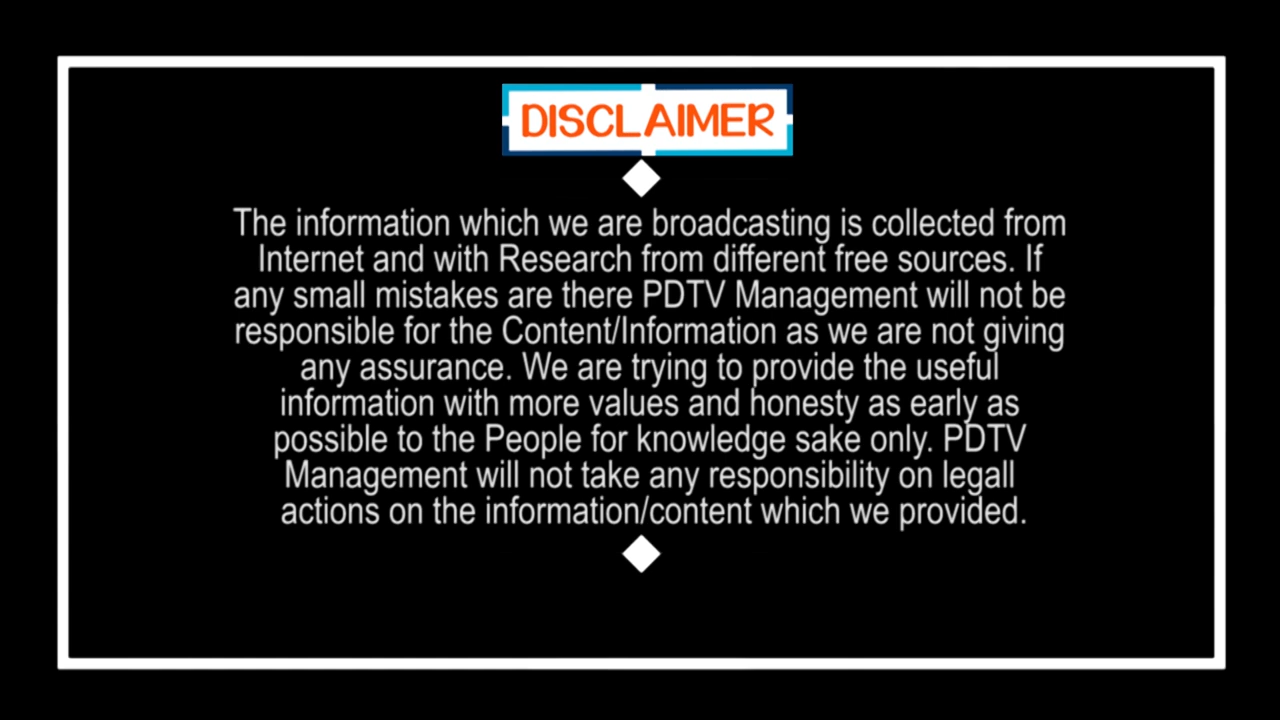 DISCLAIMER
The information which we are broadcasting is collected from
Internet and with Research from different free sources. If
any small mistakes are there PDTV Management will not be
responsible for the Content/Information as we are not giving
any assurance. We are trying to provide the useful
information with more values and honesty as early as
possible to the People for knowledge sake only. PDTV
Management will not take any responsibility on legall
actions on the information/content which we provided.